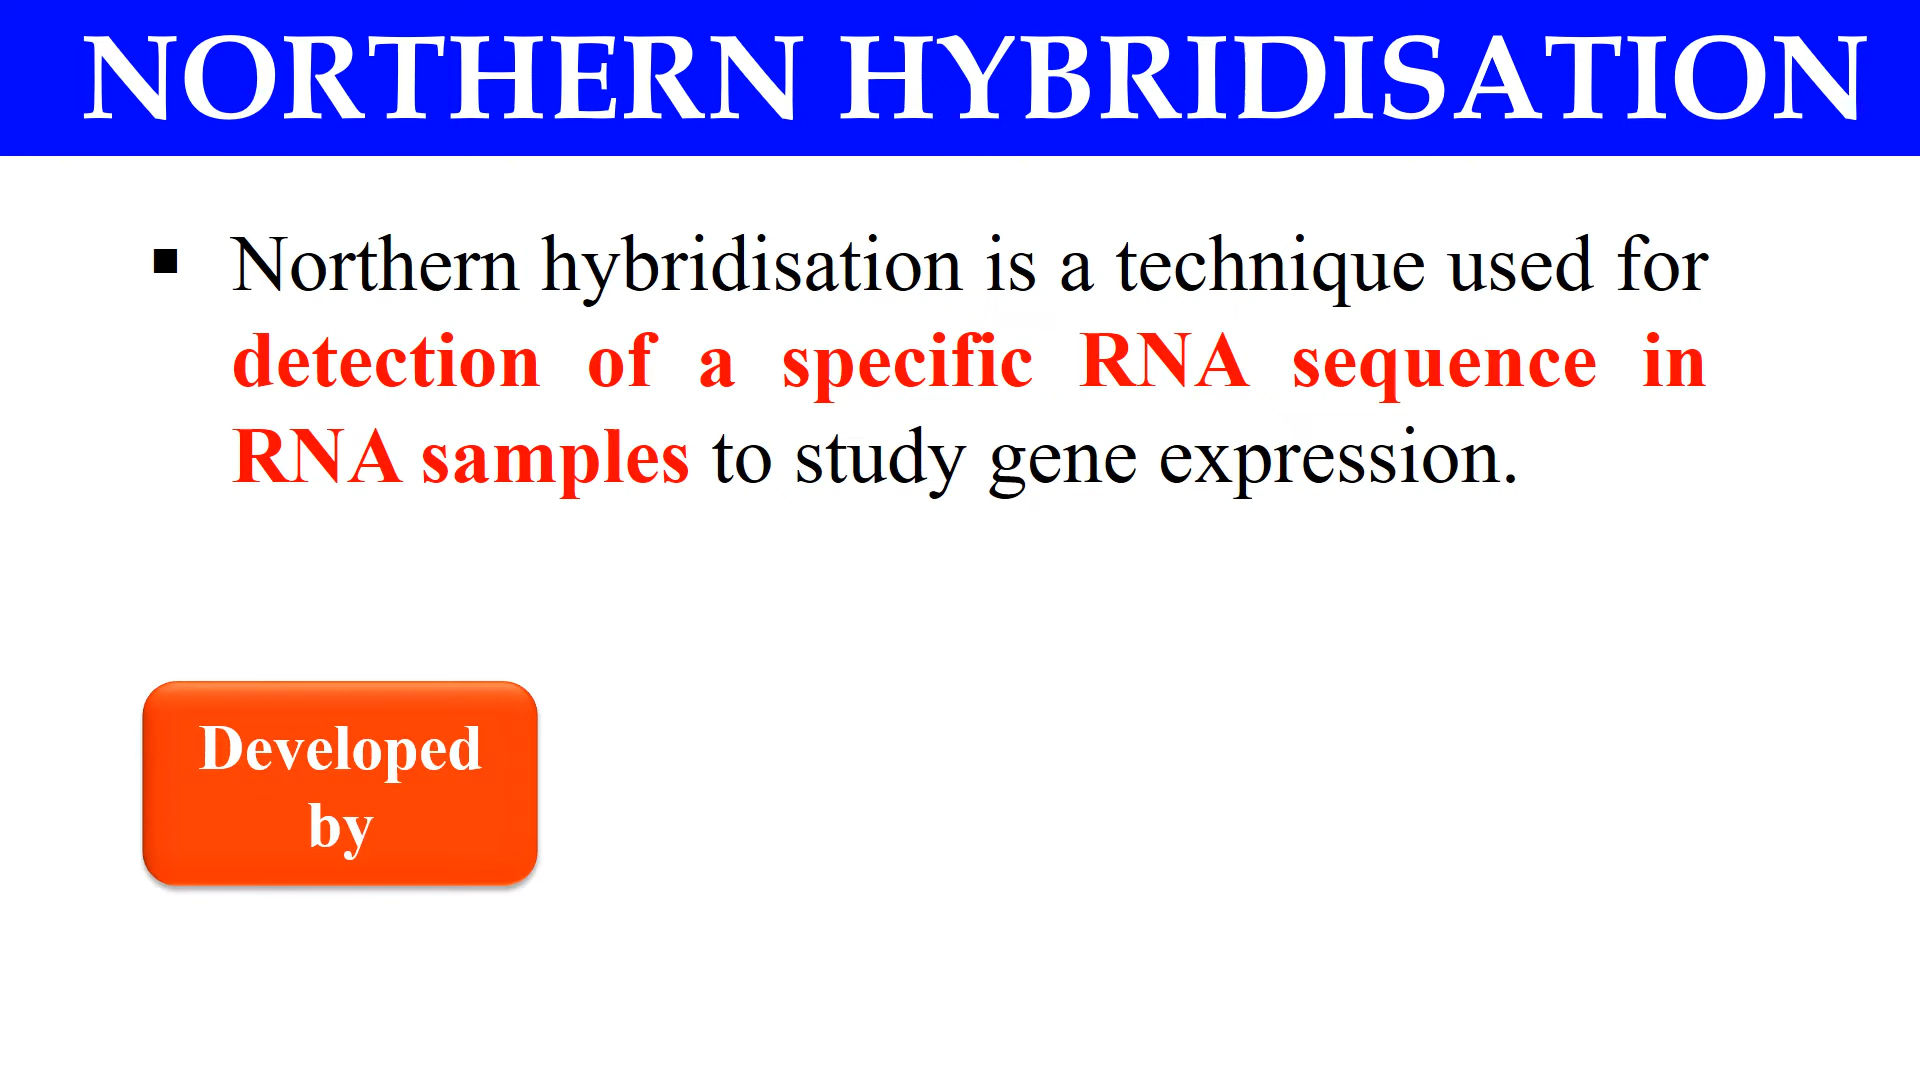 NORTHERN HYBRIDISATION
▪ Northern hybridisation is a technique used for
detection of a specific RNA sequence in
RNA samples to study gene expression.
Developed
by